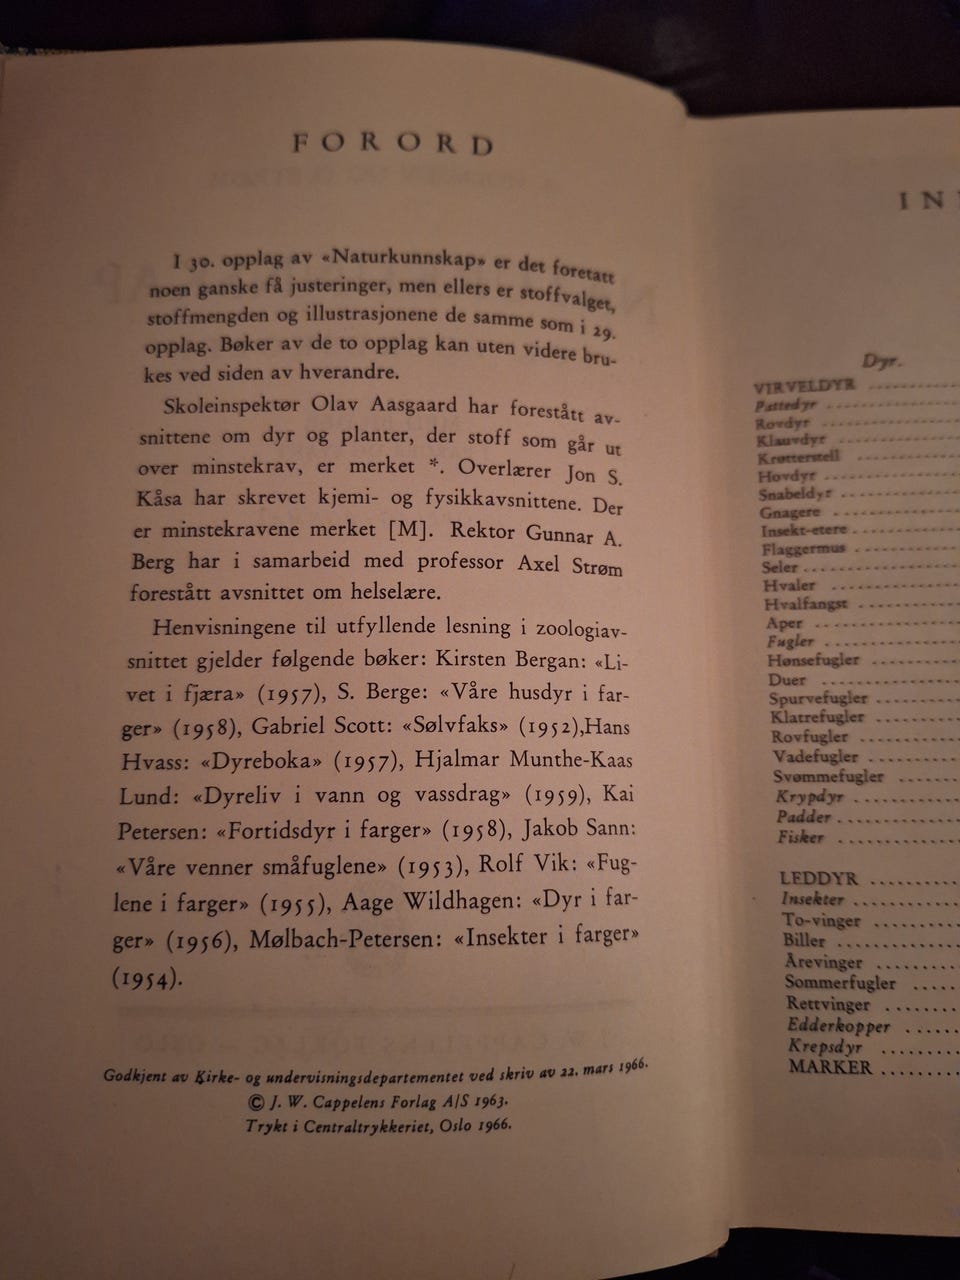 FORORD
I 30. opplag av «Naturkunnskap» er det foretatt
noen ganske få justeringer, men ellers er stoffvalget,
stoffmengden og illustrasjonene de samme som i 29.
opplag. Bøker av de to opplag kan uten videre bru-
kes ved siden av hverandre.
Skoleinspektør Olav Aasgaard har forestått av-
snittene om dyr og planter, der stoff som går ut
over minstekrav, er merket *. Overlærer Jon S.
Kåsa har skrevet kjemi- og fysikkavsnittene. Der
er minstekravene merket [M]. Rektor Gunnar A.
Berg har i samarbeid med professor Axel Strøm
forestått avsnittet om helselære.
Henvisningene til utfyllende lesning i zoologiav-
snittet gjelder følgende bøker: Kirsten Bergan: «Li-
vet i fjæra» (1957), S. Berge: «Våre husdyr i far-
ger» (1958), Gabriel Scott: «Sølvfaks» (1952),Hans
Hvass: «Dyreboka» (1957), Hjalmar Munthe-Kaas
Lund: «Dyreliv i vann og vassdrag» (1959), Kai
Petersen: «Fortidsdyr i farger» (1958), Jakob Sann:
«Våre venner småfuglene» (1953), Rolf Vik: «Fug-
lene i farger» (1955), Aage Wildhagen: «Dyr i far-
ger» (1956), Mølbach-Petersen: «Insekter i farger»
(1954).
Godkjent av Kirke- og undervisningsdepartementet ved skriv av 22. mars 1966.
© J. W. Cappelens Forlag A/S 1963.
Trykt i Centraltrykkeriet, Oslo 1966.
IN
Dyr.
VIRVELDYR
Pattedyr
Rovdyr
Klauvdyr
Krøtterstell
Hovdyr
Snabeldyr
Gnagere
Insekt-etere
Flaggermus
Seler
Hvaler
Hvalfangst
Aper
Fugler
Hønsefugler
Duer
Spurvefugler
Klatrefugler
Rovfugler
Vadefugler
Svømmefugler
Krypdyr
Padder
Fisker
LEDDYR
Insekter
To-vinger
Biller
Årevinger
Sommerfugler
Rettvinger
Edderkopper
Krepsdyr
MARKER